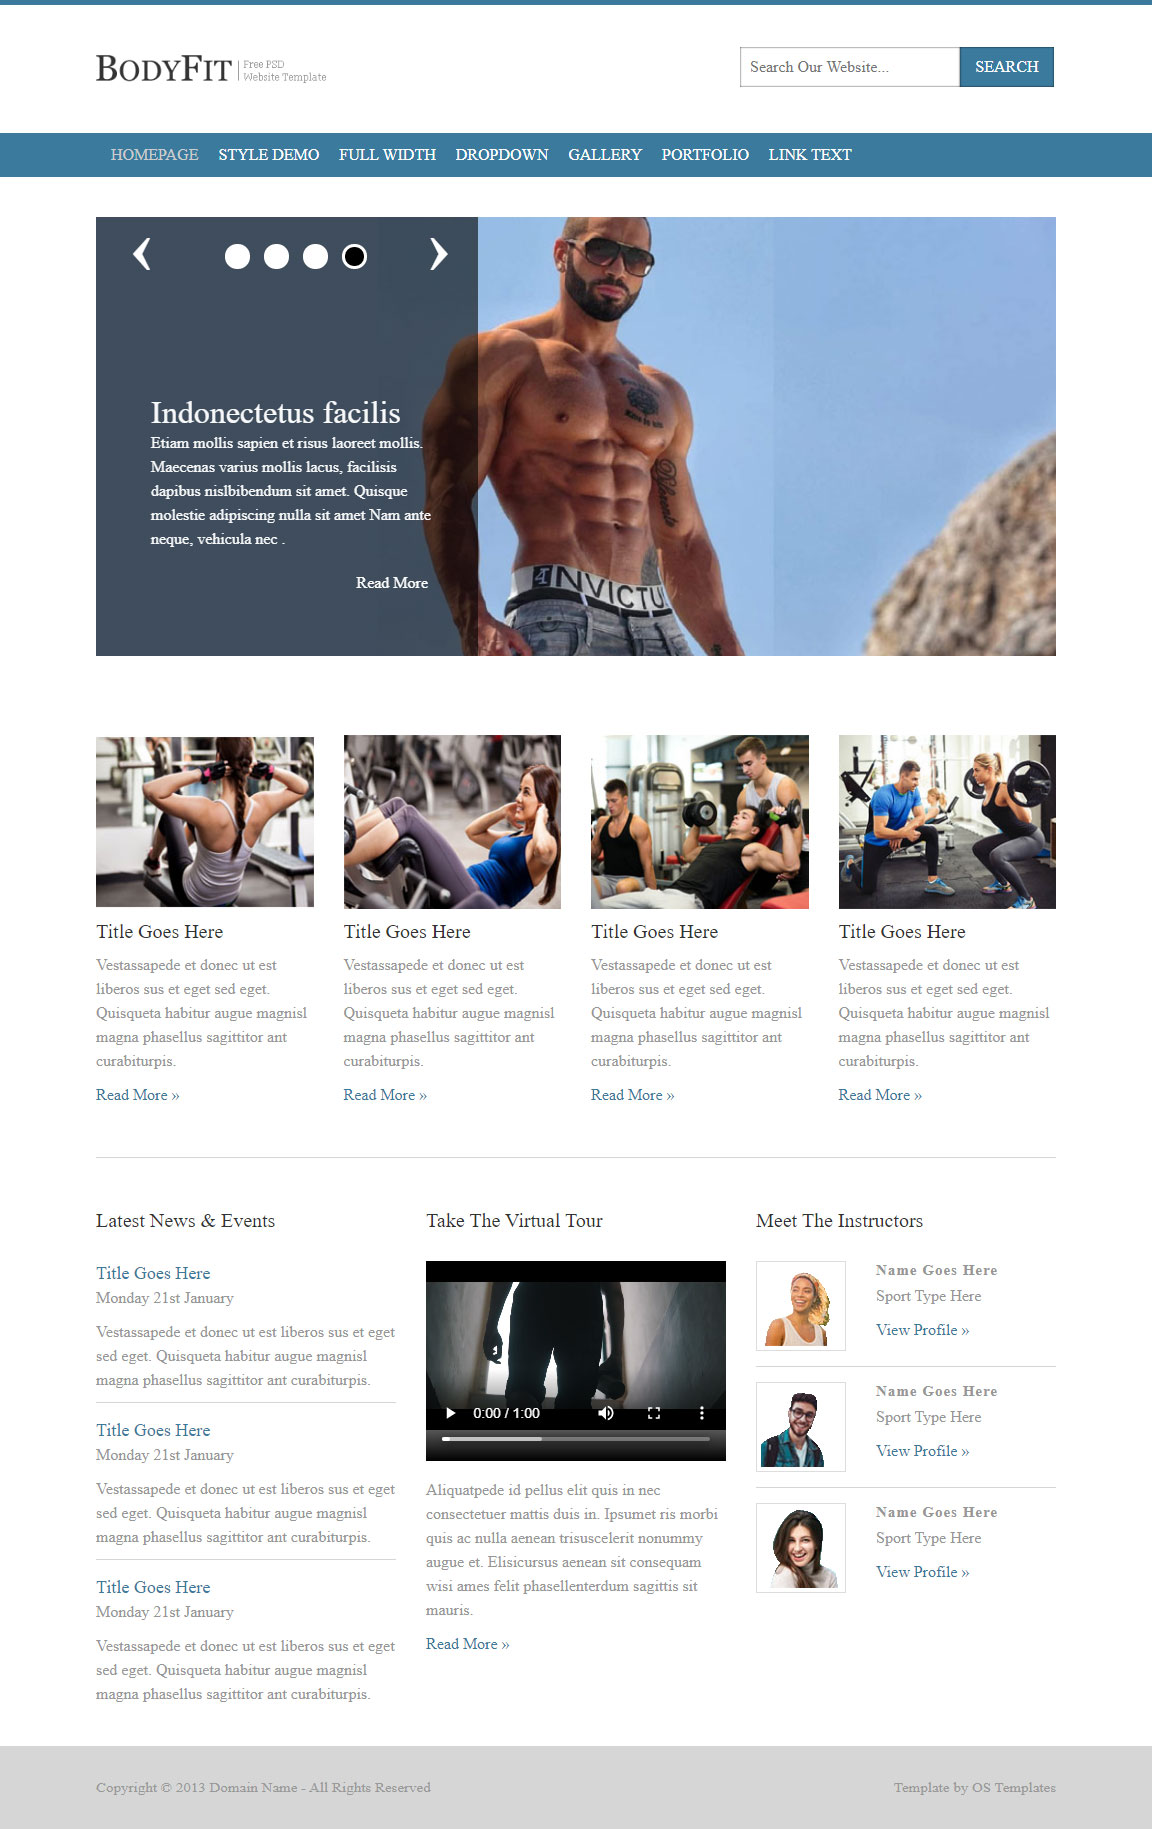 BODYFIT
Free PSD
Website Template
Search Our Website...
SEARCH
HOMEPAGE STYLE DEMO FULL WIDTH DROPDOWN GALLERY PORTFOLIO LINK TEXT
Indonectetus facilis
Etiam mollis sapien et risus laoreet mollis.
Maecenas varius mollis lacus, facilisis
dapibus nislbibendum sit amet. Quisque
molestie adipiscing nulla sit amet Nam ante
neque, vehicula nec .
Read More
INVICTU
Title Goes Here
Vestassapede et donec ut est
liberos sus et eget sed eget.
Quisqueta habitur augue magnisl
magna phasellus sagittitor ant
curabiturpis.
Read More »
Title Goes Here
Vestassapede et donec ut est
liberos sus et eget sed eget.
Quisqueta habitur augue magnisl
magna phasellus sagittitor ant
curabiturpis.
Read More »
Title Goes Here
Vestassapede et donec ut est
liberos sus et eget sed eget.
Quisqueta habitur augue magnisl
magna phasellus sagittitor ant
curabiturpis.
Read More »
Title Goes Here
Vestassapede et donec ut est
liberos sus et eget sed eget.
Quisqueta habitur augue magnisl
magna phasellus sagittitor ant
curabiturpis.
Read More »
Latest News & Events
Title Goes Here
Monday 21st January
Vestassapede et donec ut est liberos sus et eget
sed eget. Quisqueta habitur augue magnisl
magna phasellus sagittitor ant curabiturpis.
Title Goes Here
Monday 21st January
Vestassapede et donec ut est liberos sus et eget
sed eget. Quisqueta habitur augue magnisl
magna phasellus sagittitor ant curabiturpis.
Title Goes Here
Monday 21st January
Vestassapede et donec ut est liberos sus et eget
sed eget. Quisqueta habitur augue magnisl
magna phasellus sagittitor ant curabiturpis.
Take The Virtual Tour
0:00 / 1:00
Aliquatpede id pellus elit quis in nec
consectetuer mattis duis in. Ipsumet ris morbi
quis ac nulla aenean trisuscelerit nonummy
augue et. Elisicursus aenean sit consequam
wisi ames felit phasellenterdum sagittis sit
mauris.
Read More »
Meet The Instructors
Name Goes Here
Sport Type Here
View Profile »
Name Goes Here
Sport Type Here
View Profile »
Name Goes Here
Sport Type Here
View Profile »
Copyright © 2013 Domain Name - All Rights Reserved
Template by OS Templates